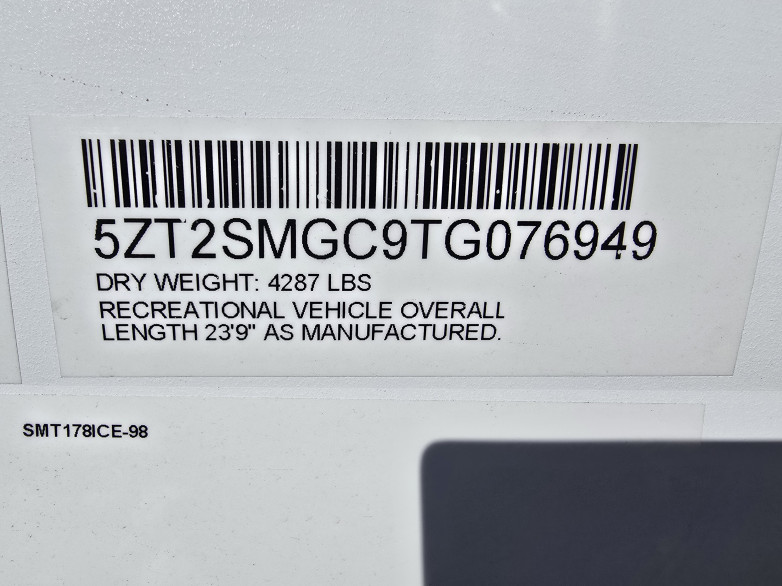 5ZT2SMGC9TG076949
DRY WEIGHT: 4287 LBS
RECREATIONAL VEHICLE OVERALL
LENGTH 23'9" AS MANUFACTURED.
SMT178ICE-98